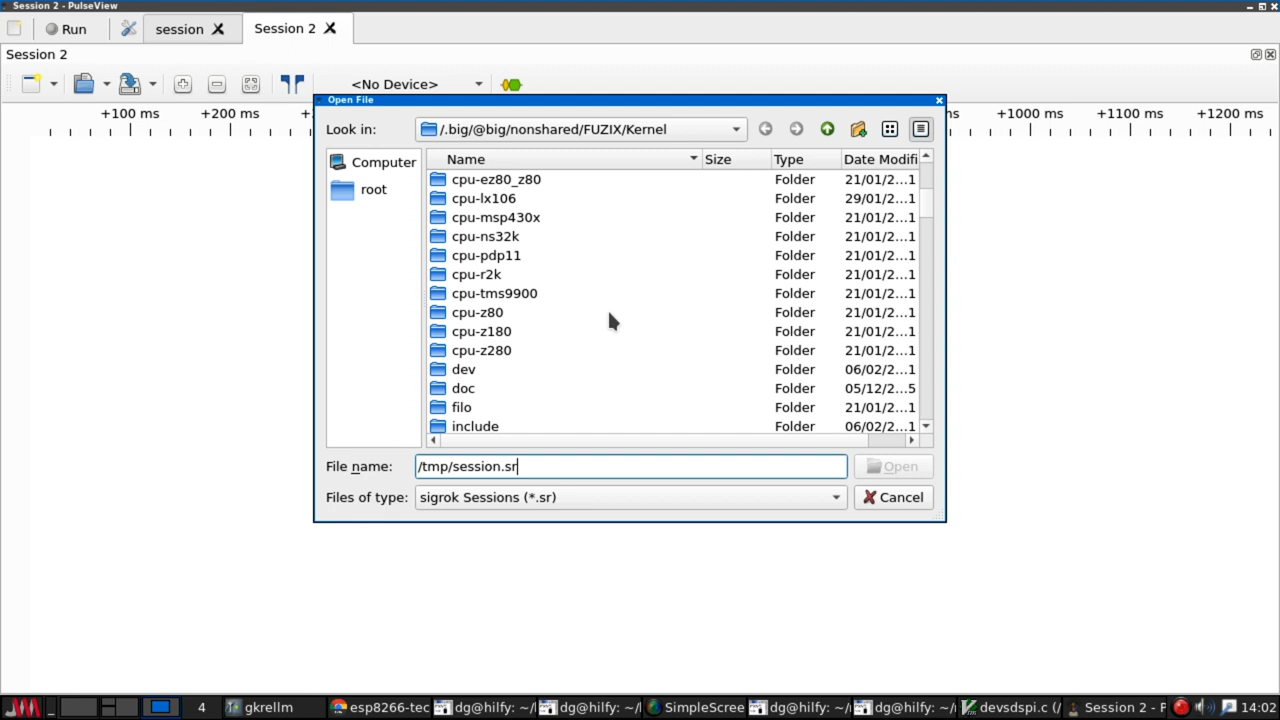 Session 2 - PulseView
Run
session
Session 2
Session 2
<No Device>
+100 ms
+200 ms
ns
+1000 ms
+1100 ms
+1200 ms
Open File
Look in:
/.big/@big/nonshared/FUZIX/Kernel
Computer
root
Name Size Type Date Modifi
cpu-ez80_z80 Folder 21/01/2...1
cpu-lx106 Folder 29/01/2...1
cpu-msp430x Folder 21/01/2...1
cpu-ns32k Folder 21/01/2...1
cpu-pdp11 Folder 21/01/2...1
cpu-r2k Folder 21/01/2...1
cpu-tms9900 Folder 21/01/2...1
cpu-z80 Folder 21/01/2...1
cpu-z180 Folder 21/01/2...1
cpu-z280 Folder 21/01/2...1
dev Folder 06/02/2...1
doc Folder 05/12/2...5
filo Folder 21/01/2...1
include Folder 06/02/2...1
File name: /tmp/session.sr Open
Files of type: sigrok Sessions (*.sr) Cancel
4 gkrellm esp8266-tec dg@hilfy: ~/ dg@hilfy: ~/ SimpleScree dg@hilfy: ~/ dg@hilfy: ~/ devsdspi.c (/ Session 2 - P 14:02